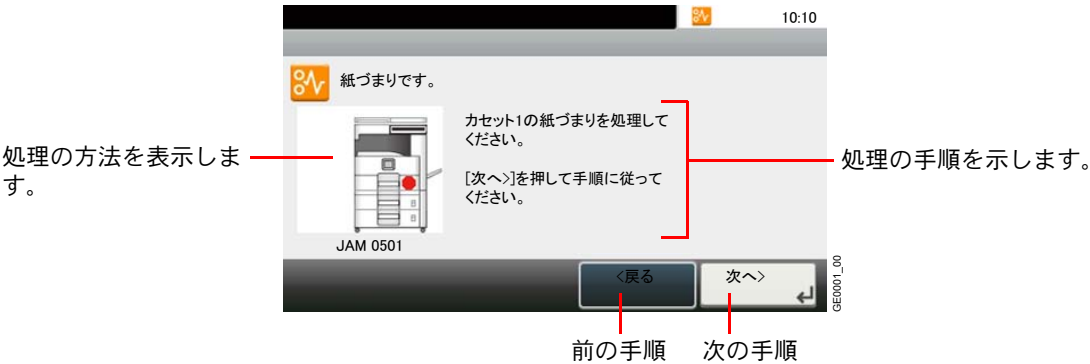 10:10
紙づまりです。
カセット1の紙づまりを処理して
ください。
[次へ>]を押して手順に従って
ください。
JAM 0501
<戻る
次へ>
処理の方法を表示しま
す。
処理の手順を示します。
前の手順
次の手順
GE0001_00